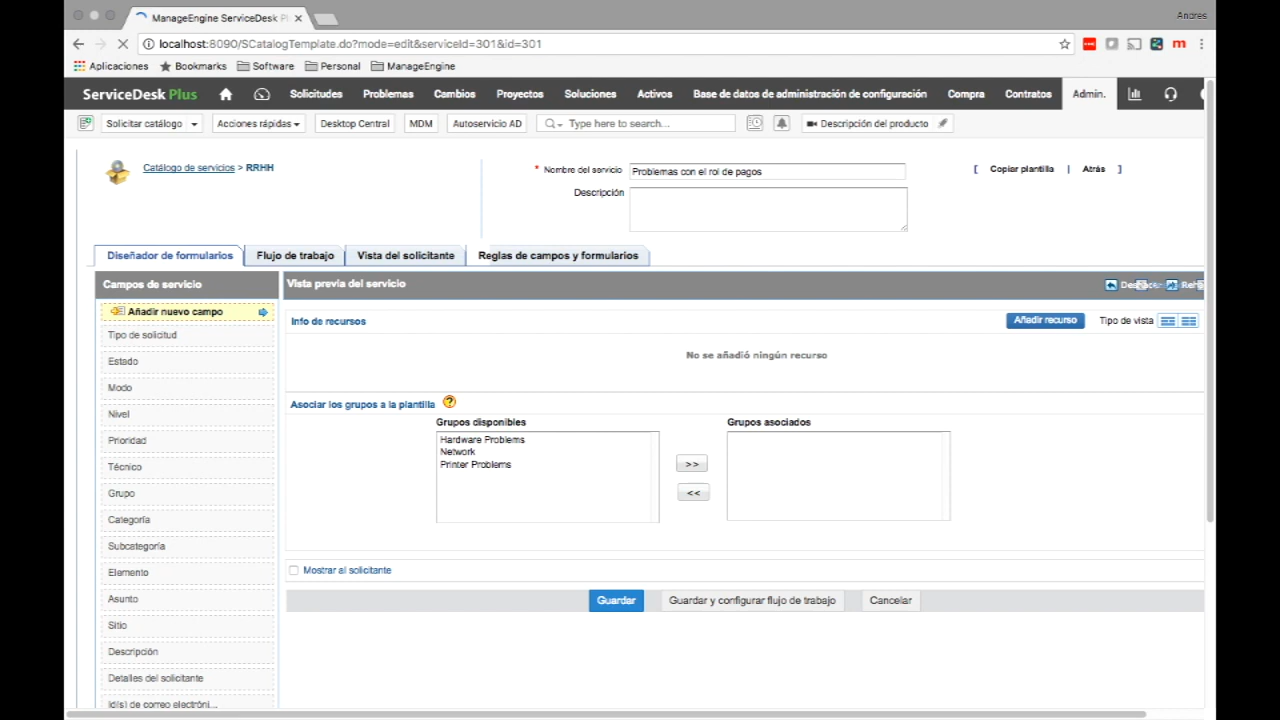 ManageEngine ServiceDesk Pl
Andres
localhost:8090/SCatalogTemplate.do?mode=edit&serviceId=301&id=301
Aplicaciones Bookmarks Software Personal ManageEngine
ServiceDesk Plus Solicitudes Problemas Cambios Proyectos Soluciones Activos Base de datos de administración de configuración Compra Contratos Admin.
Solicitar catálogo Acciones rápidas Desktop Central MDM Autoservicio AD Type here to search... Descripción del producto
Catálogo de servicios > RRHH
* Nombre del servicio Problemas con el rol de pagos
[ Copiar plantilla | Atrás ]
Descripción
Diseñador de formularios Flujo de trabajo Vista del solicitante Reglas de campos y formularios
Campos de servicio
Vista previa del servicio
Añadir nuevo campo
Tipo de solicitud
Estado
Modo
Nivel
Prioridad
Técnico
Grupo
Categoría
Subcategoría
Elemento
Asunto
Sitio
Descripción
Detalles del solicitante
Id(s) de correo electróni...
Info de recursos
Añadir recurso Tipo de vista
No se añadió ningún recurso
Asociar los grupos a la plantilla
Grupos disponibles
Hardware Problems
Network
Printer Problems
>>
<<
Grupos asociados
Mostrar al solicitante
Guardar Guardar y configurar flujo de trabajo Cancelar